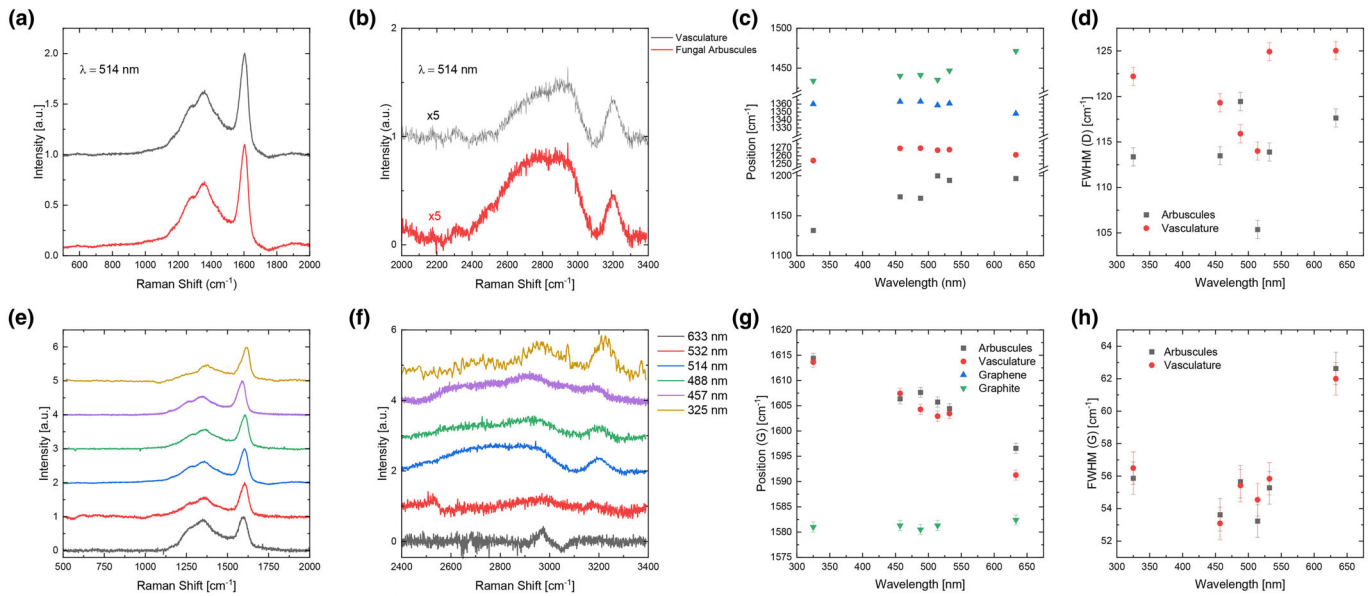 (a)
2.0
1.5
1.0
0.5
0.0
λ = 514 nm
Intensity [a.u.]
1000 1200 1400 1600 1800 2000
Raman Shift (cm-1)
(b)
2
1
0
λ = 514 nm
x5
x5
Vasculature
Fungal Arbuscules
Intensity [a.u.]
2000 2200 2400 2600 2800 3000 3200 3400
Raman Shift [cm-1]
(c)
1500
1450
1360
1350
1340
1330
1270
1260
1250
1200
1150
1100
Position [cm-1]
300 350 400 450 500 550 600 650
Wavelength (nm)
(d)
125
120
115
110
105
FWHM (D) [cm-1]
Arbuscules
Vasculature
300 350 400 450 500 550 600 650
Wavelength [nm]
(e)
6
5
4
3
2
1
0
Intensity [a.u.]
500 750 1000 1250 1500 1750 2000
Raman Shift [cm-1]
(f)
6
4
2
0
Intensity [a.u.]
633 nm
532 nm
514 nm
488 nm
457 nm
325 nm
2400 2600 2800 3000 3200 3400
Raman Shift [cm-1]
(g)
1620
1615
1610
1605
1600
1595
1590
1585
1580
1575
Position (G) [cm-1]
Arbuscules
Vasculature
Graphene
Graphite
300 350 400 450 500 550 600 650
Wavelength [nm]
(h)
64
62
60
58
56
54
52
FWHM (G) [cm-1]
Arbuscules
Vasculature
300 350 400 450 500 550 600 650
Wavelength [nm]